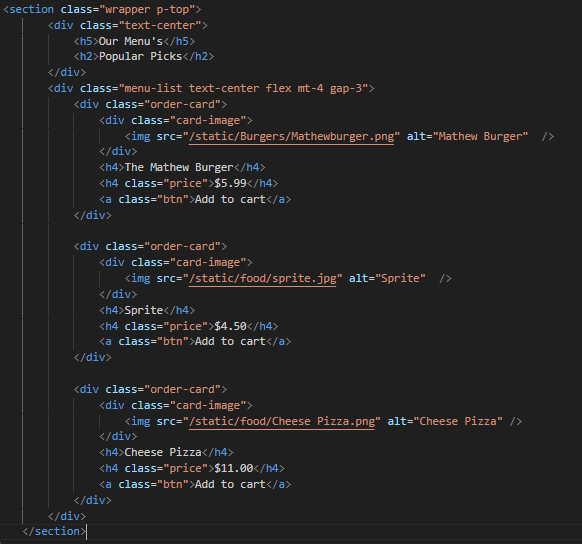 <section class="wrapper p-top">
<div class="text-center">
<h5>Our Menu's</h5>
<h2>Popular Picks</h2>
</div>
<div class="menu-list text-center flex mt-4 gap-3">
<div class="order-card">
<div class="card-image">
<img src="/static/Burgers/Mathewburger.png" alt="Mathew Burger"  />
</div>
<h4>The Mathew Burger</h4>
<h4 class="price">$5.99</h4>
<a class="btn">Add to cart</a>
</div>
<div class="order-card">
<div class="card-image">
<img src="/static/food/sprite.jpg" alt="Sprite"  />
</div>
<h4>Sprite</h4>
<h4 class="price">$4.50</h4>
<a class="btn">Add to cart</a>
</div>
<div class="order-card">
<div class="card-image">
<img src="/static/food/Cheese Pizza.png" alt="Cheese Pizza" />
</div>
<h4>Cheese Pizza</h4>
<h4 class="price">$11.00</h4>
<a class="btn">Add to cart</a>
</div>
</div>
</section>